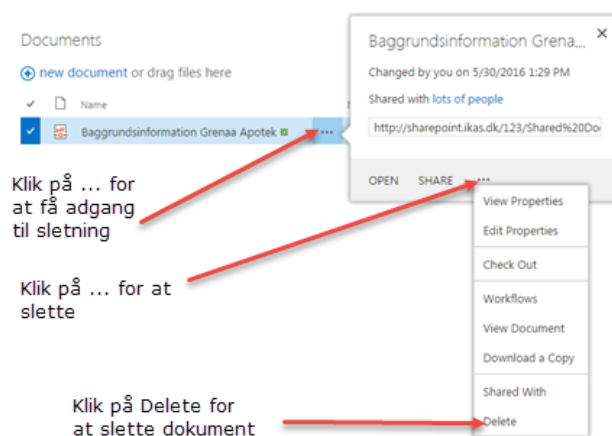 Documents
new document or drag files here
Name
Baggrundsinformation Grenaa Apotek
...
Baggrundsinformation Grena...
Changed by you on 5/30/2016 1:29 PM
Shared with lots of people
http://sharepoint.ikas.dk/123/Shared%20Do
OPEN SHARE ...
View Properties
Edit Properties
Check Out
Workflows
View Document
Download a Copy
Shared With
Delete
Klik på ... for
at få adgang
til sletning
Klik på ... for at
slette
Klik på Delete for
at slette dokument